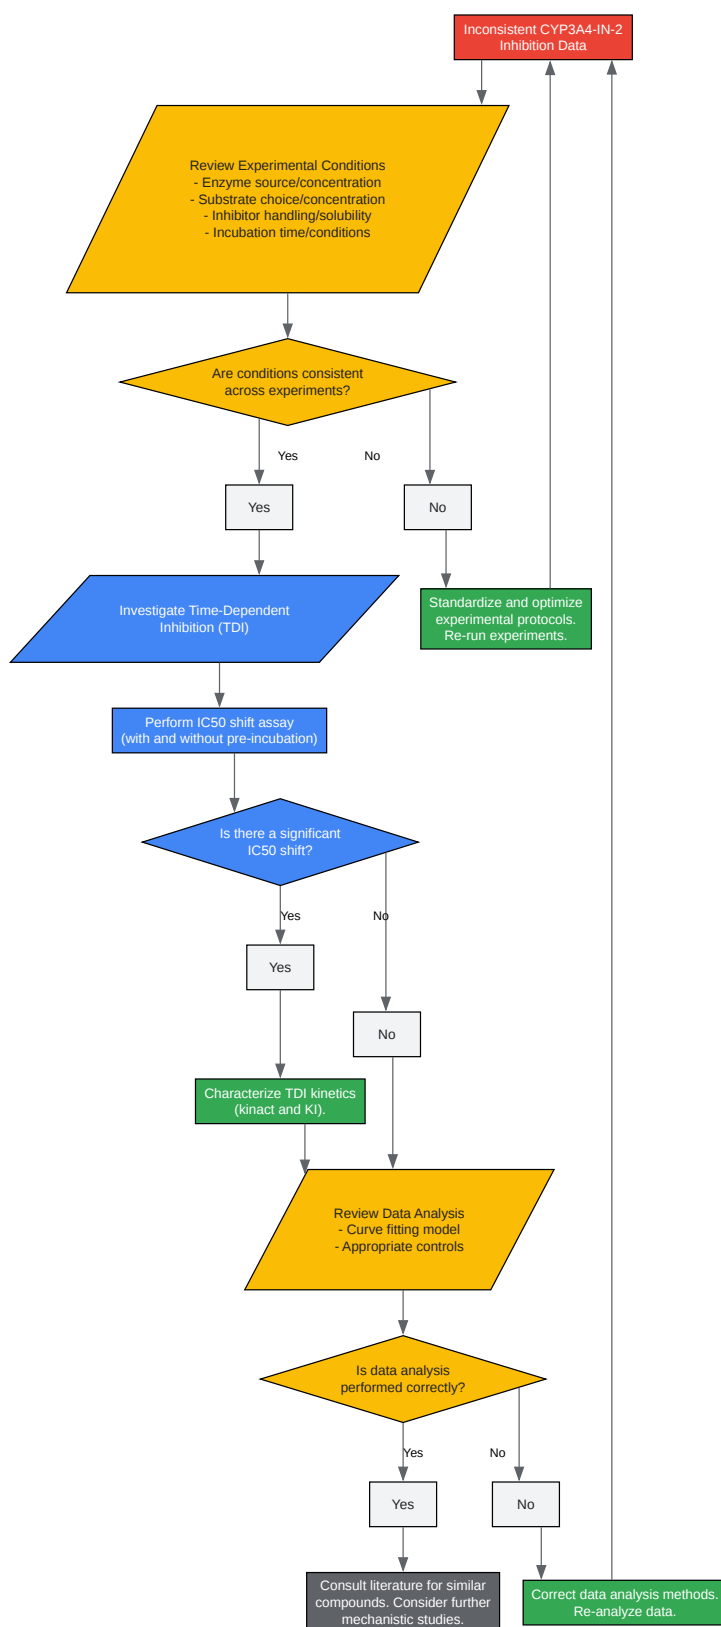 Inconsistent CYP3A4-IN-2
Inhibition Data
Review Experimental Conditions
- Enzyme source/concentration
- Substrate choice/concentration
- Inhibitor handling/solubility
- Incubation time/conditions
Are conditions consistent
across experiments?
Yes
No
Yes
No
Investigate Time-Dependent
Inhibition (TDI)
Standardize and optimize
experimental protocols.
Re-run experiments.
Perform IC50 shift assay
(with and without pre-incubation)
Is there a significant
IC50 shift?
Yes
No
Yes
No
Characterize TDI kinetics
(kinact and KI).
Review Data Analysis
- Curve fitting model
- Appropriate controls
Is data analysis
performed correctly?
Yes
No
Yes
No
Consult literature for similar
compounds. Consider further
mechanistic studies.
Correct data analysis methods.
Re-analyze data.